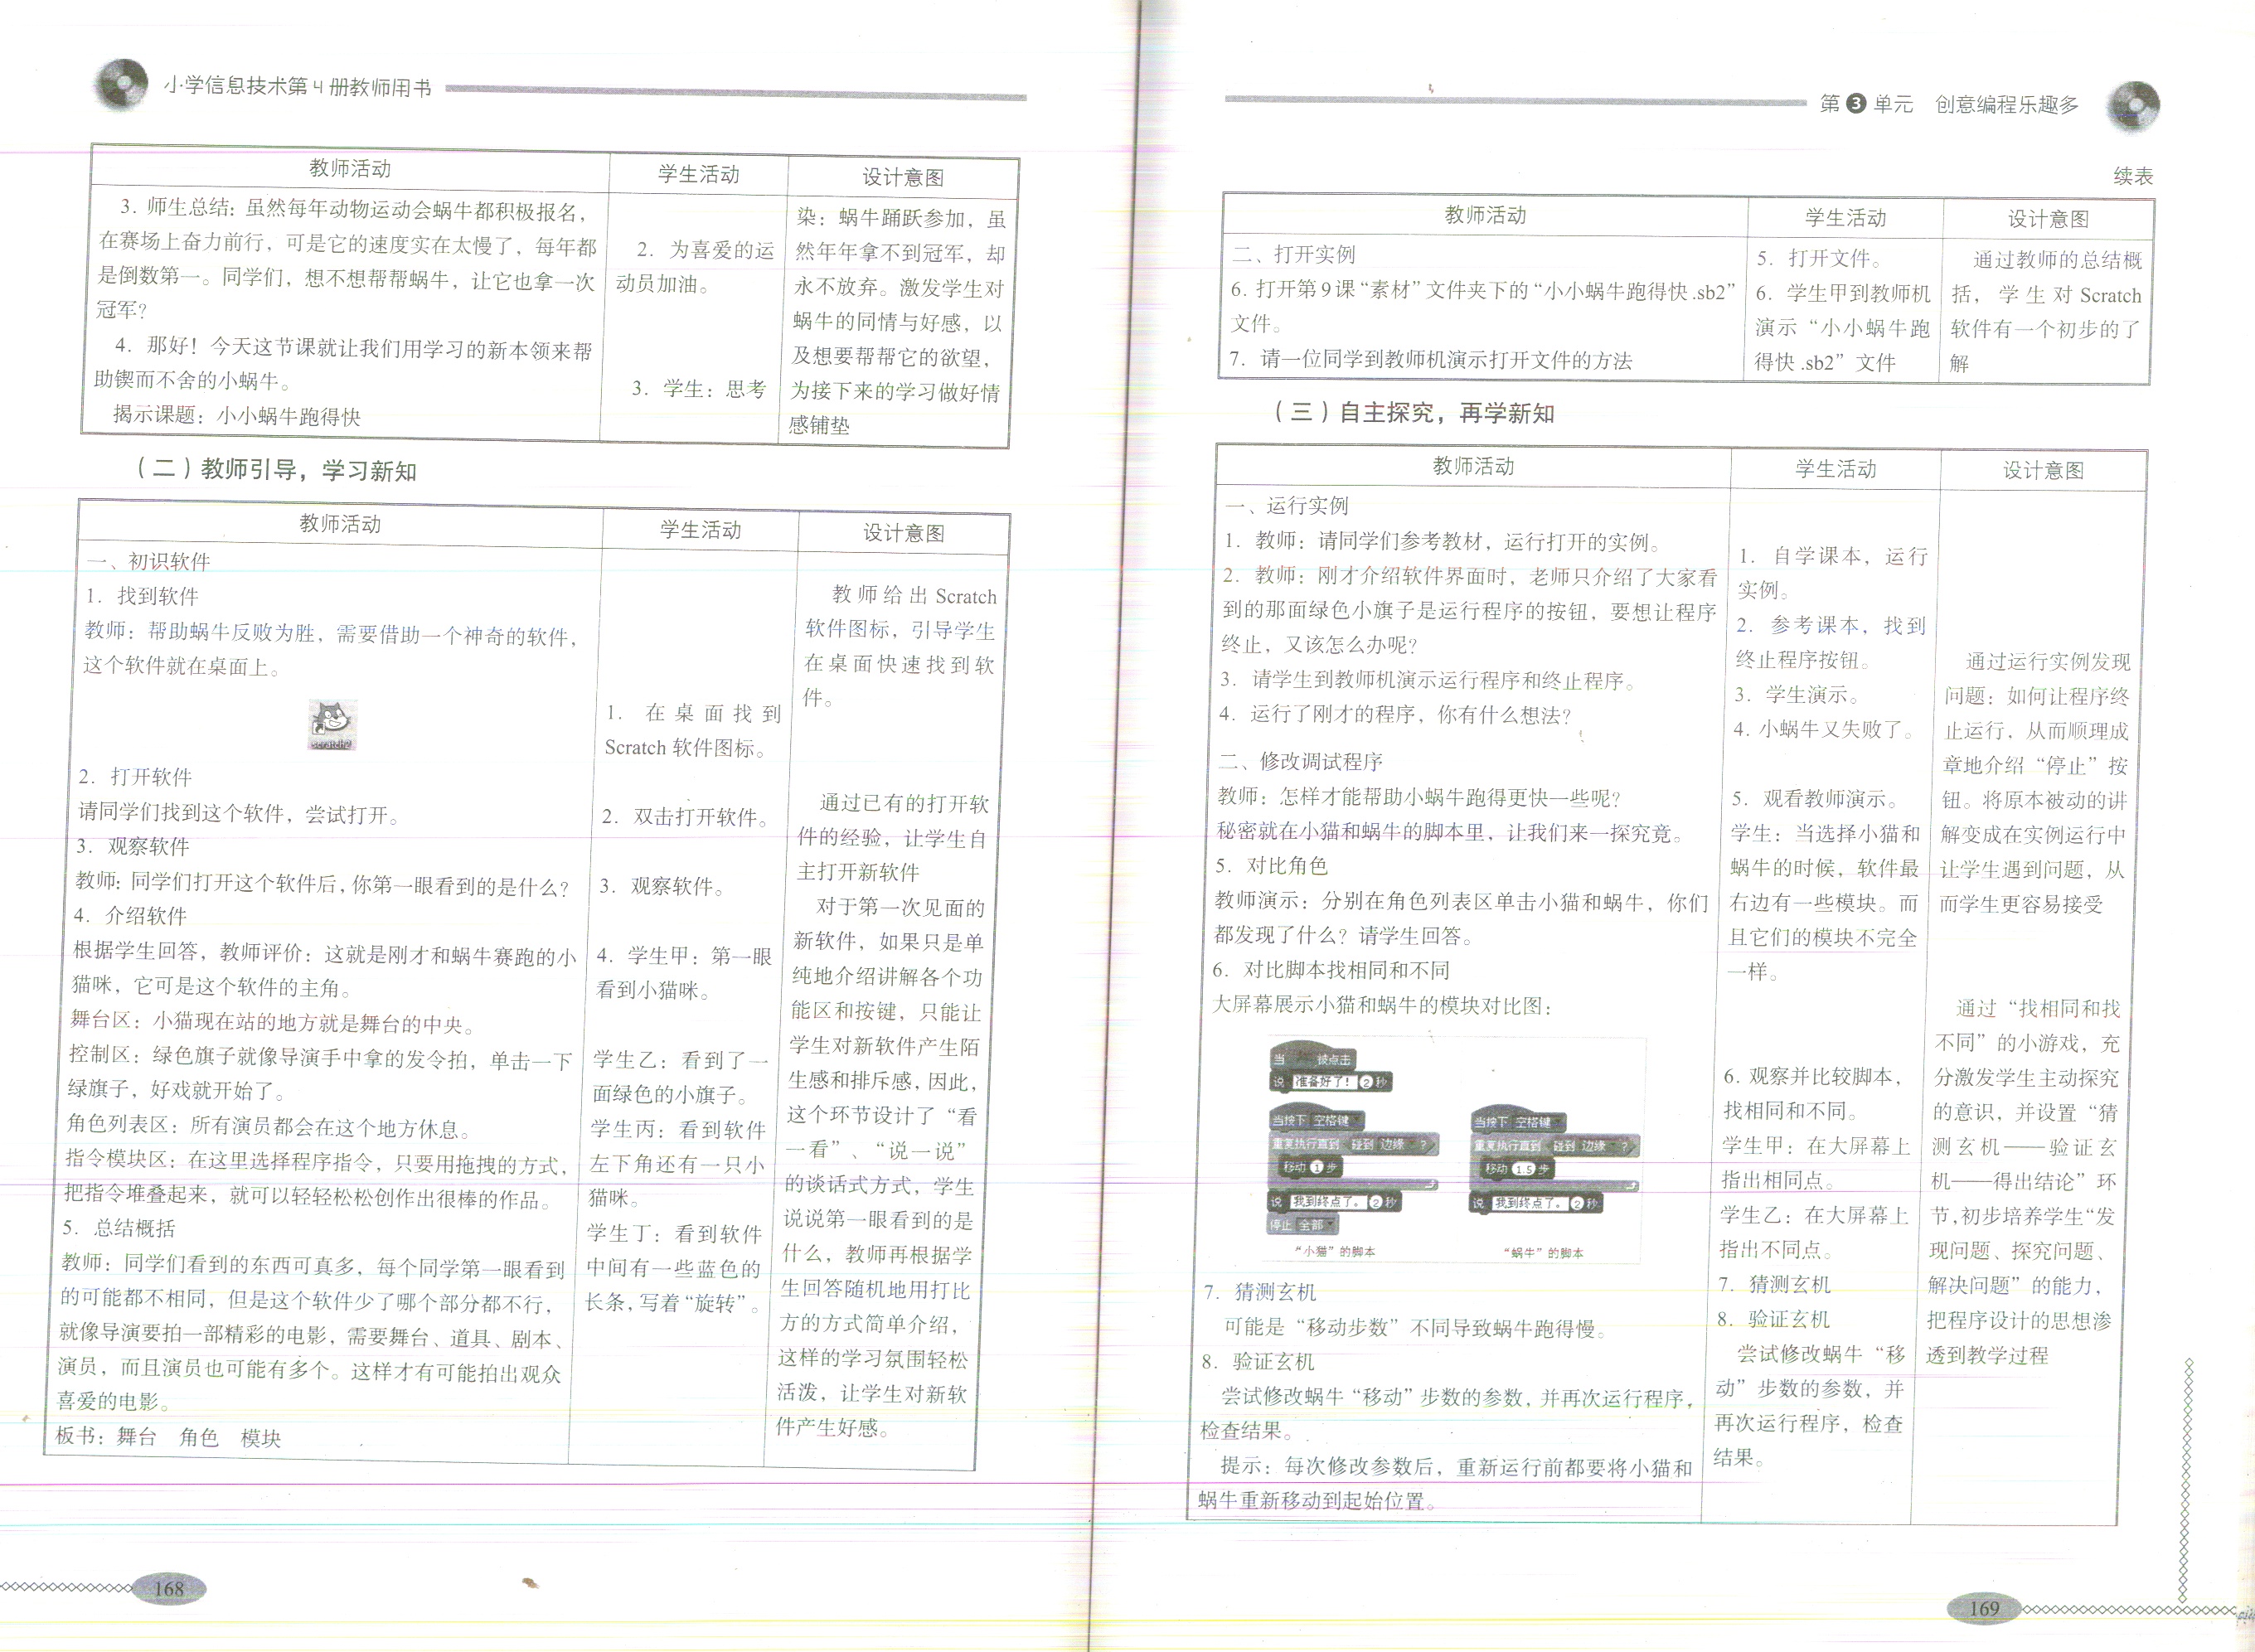 小学信息技术第4册教师用书
教师活动
学生活动
设计意图
3. 师生总结：虽然每年动物运动会蜗牛都积极报名，
在赛场上奋力前行，可是它的速度实在太慢了，每年都
是倒数第一。同学们，想不想帮帮蜗牛，让它也拿一次
冠军？
4. 那好！今天这节课就让我们用学习的新本领来帮
助锲而不舍的小蜗牛。
揭示课题：小小蜗牛跑得快
2. 为喜爱的运
动员加油。
3. 学生：思考
染：蜗牛踊跃参加，虽
然年年拿不到冠军，却
永不放弃。激发学生对
蜗牛的同情与好感，以
及想要帮帮它的欲望，
为接下来的学习做好情
感铺垫
（二）教师引导，学习新知
教师活动
学生活动
设计意图
一、初识软件
1. 找到软件
教师：帮助蜗牛反败为胜，需要借助一个神奇的软件，
这个软件就在桌面上。
scratch2
2. 打开软件
请同学们找到这个软件，尝试打开。
3. 观察软件
教师：同学们打开这个软件后，你第一眼看到的是什么？
4. 介绍软件
根据学生回答，教师评价：这就是刚才和蜗牛赛跑的小
猫咪，它可是这个软件的主角。
舞台区：小猫现在站的地方就是舞台的中央。
控制区：绿色旗子就像导演手中拿的发令拍，单击一下
绿旗子，好戏就开始了。
角色列表区：所有演员都会在这个地方休息。
指令模块区：在这里选择程序指令，只要用拖拽的方式，
把指令堆叠起来，就可以轻轻松松创作出很棒的作品。
5. 总结概括
教师：同学们看到的东西可真多，每个同学第一眼看到
的可能都不相同，但是这个软件少了哪个部分都不行，
就像导演要拍一部精彩的电影，需要舞台、道具、剧本、
演员，而且演员也可能有多个。这样才有可能拍出观众
喜爱的电影。
板书：舞台 角色 模块
1. 在桌面找到
Scratch 软件图标。
2. 双击打开软件。
3. 观察软件。
4. 学生甲：第一眼
看到小猫咪。
学生乙：看到了一
面绿色的小旗子。
学生丙：看到软件
左下角还有一只小
猫咪。
学生丁：看到软件
中间有一些蓝色的
长条，写着“旋转”。
教师给出 Scratch
软件图标，引导学生
在桌面快速找到软
件。
通过已有的打开软
件的经验，让学生自
主打开新软件
对于第一次见面的
新软件，如果只是单
纯地介绍讲解各个功
能区和按键，只能让
学生对新软件产生陌
生感和排斥感，因此，
这个环节设计了“看
一看”、“说一说”
的谈话式方式，学生
说说第一眼看到的是
什么，教师再根据学
生回答随机地用打比
方的方式简单介绍，
这样的学习氛围轻松
活泼，让学生对新软
件产生好感。
168
第3单元 创意编程乐趣多
续表
教师活动
学生活动
设计意图
二、打开实例
6. 打开第9课“素材”文件夹下的“小小蜗牛跑得快.sb2”
文件。
7. 请一位同学到教师机演示打开文件的方法
5. 打开文件。
6. 学生甲到教师机
演示“小小蜗牛跑
得快.sb2”文件
通过教师的总结概
括，学生对 Scratch
软件有一个初步的了
解
（三）自主探究，再学新知
教师活动
学生活动
设计意图
一、运行实例
1. 教师：请同学们参考教材，运行打开的实例。
2. 教师：刚才介绍软件界面时，老师只介绍了大家看
到的那面绿色小旗子是运行程序的按钮，要想让程序
终止，又该怎么办呢？
3. 请学生到教师机演示运行程序和终止程序。
4. 运行了刚才的程序，你有什么想法？
二、修改调试程序
教师：怎样才能帮助小蜗牛跑得更快一些呢？
秘密就在小猫和蜗牛的脚本里，让我们来一探究竟。
5. 对比角色
教师演示：分别在角色列表区单击小猫和蜗牛，你们
都发现了什么？请学生回答。
6. 对比脚本找相同和不同
大屏幕展示小猫和蜗牛的模块对比图：
当 被点击
说 准备好了！ 2 秒
当按下 空格键
重复执行直到 碰到 边缘 ？
移动 1 步
说 我到终点了。 2 秒
停止 全部
“小猫”的脚本
当按下 空格键
重复执行直到 碰到 边缘 ？
移动 1.5 步
说 我到终点了。 2 秒
“蜗牛”的脚本
7. 猜测玄机
可能是“移动步数”不同导致蜗牛跑得慢。
8. 验证玄机
尝试修改蜗牛“移动”步数的参数，并再次运行程序，
检查结果。
提示：每次修改参数后，重新运行前都要将小猫和
蜗牛重新移动到起始位置。
1. 自学课本，运行
实例。
2. 参考课本，找到
终止程序按钮。
3. 学生演示。
4. 小蜗牛又失败了。
5. 观看教师演示。
学生：当选择小猫和
蜗牛的时候，软件最
右边有一些模块。而
且它们的模块不完全
一样。
6. 观察并比较脚本，
找相同和不同。
学生甲：在大屏幕上
指出相同点。
学生乙：在大屏幕上
指出不同点。
7. 猜测玄机
8. 验证玄机
尝试修改蜗牛“移
动”步数的参数，并
再次运行程序，检查
结果。
通过运行实例发现
问题：如何让程序终
止运行，从而顺理成
章地介绍“停止”按
钮。将原本被动的讲
解变成在实例运行中
让学生遇到问题，从
而学生更容易接受
通过“找相同和找
不同”的小游戏，充
分激发学生主动探究
的意识，并设置“猜
测玄机——验证玄
机——得出结论”环
节，初步培养学生“发
现问题、探究问题、
解决问题”的能力，
把程序设计的思想渗
透到教学过程
169